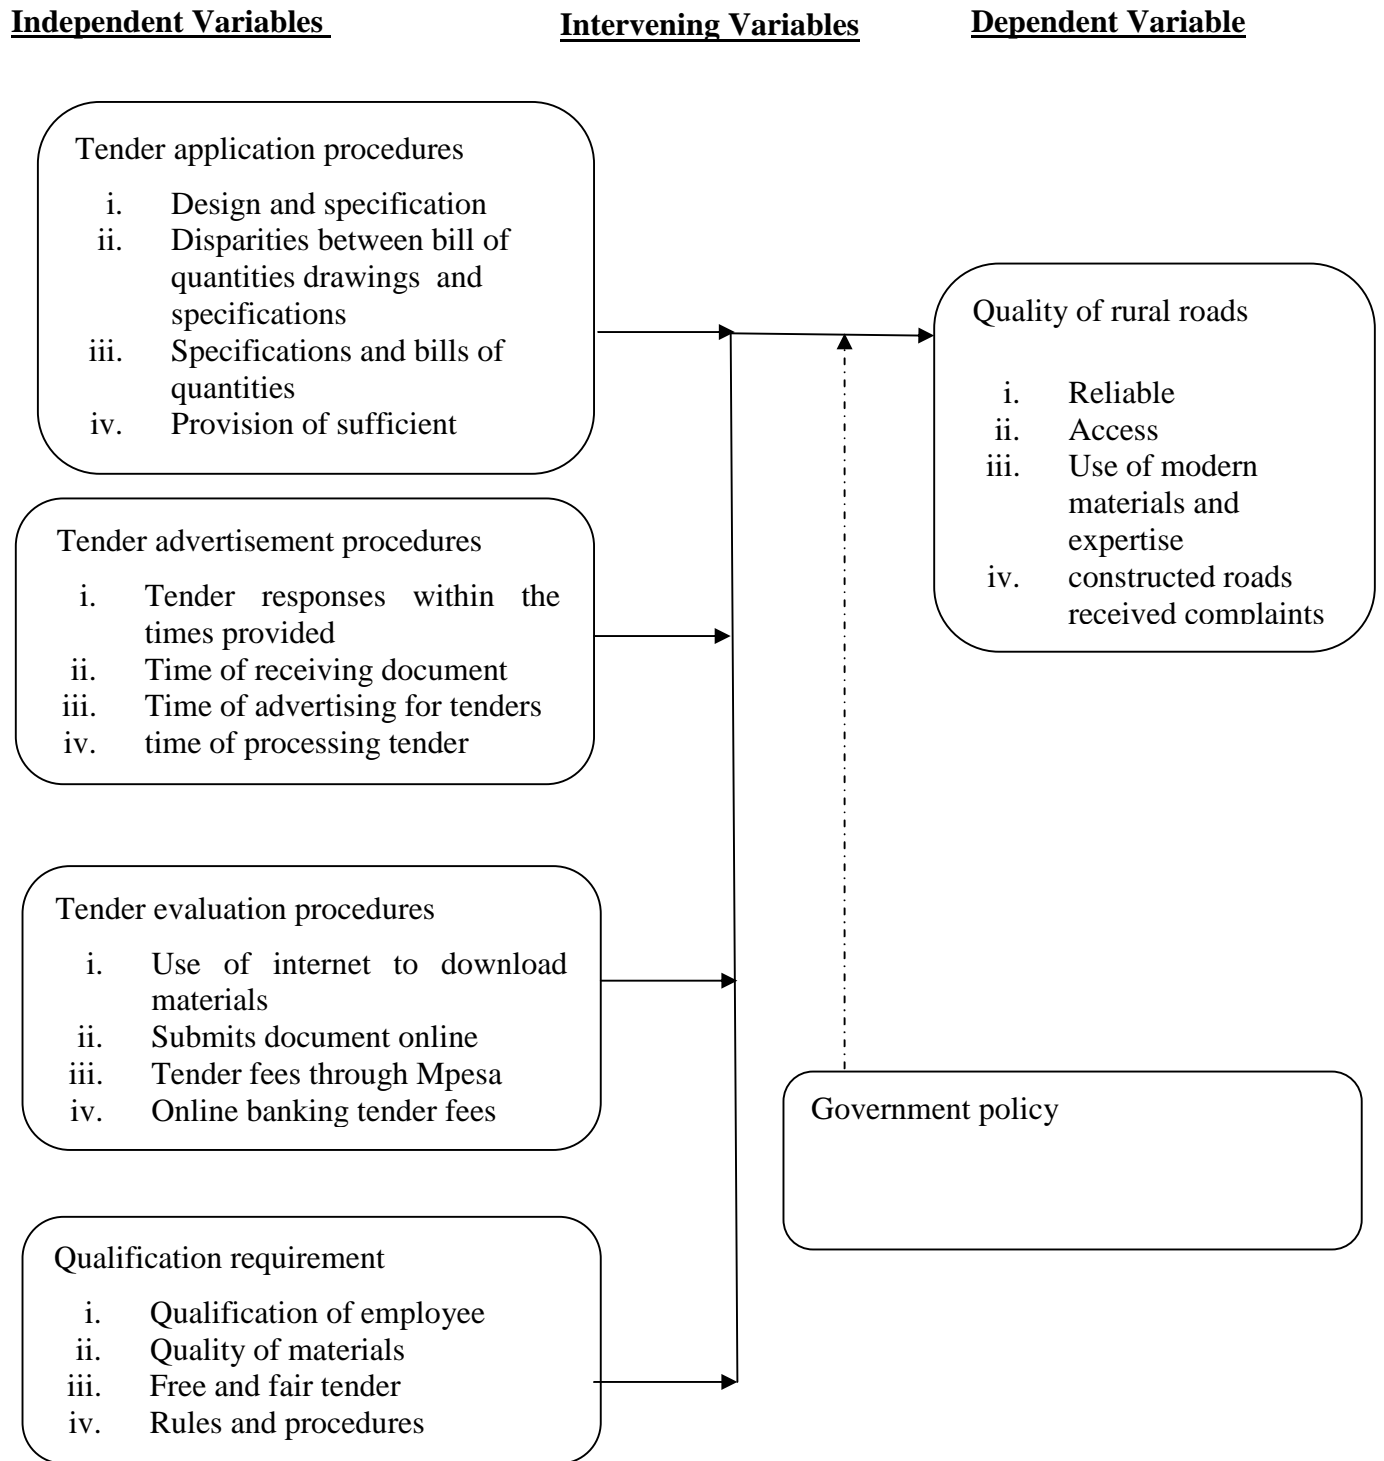 Independent Variables
Intervening Variables
Dependent Variable
Tender application procedures
i. Design and specification
ii. Disparities between bill of
quantities drawings and
specifications
iii. Specifications and bills of
quantities
iv. Provision of sufficient
Tender advertisement procedures
i. Tender responses within the
times provided
ii. Time of receiving document
iii. Time of advertising for tenders
iv. time of processing tender
Tender evaluation procedures
i. Use of internet to download
materials
ii. Submits document online
iii. Tender fees through Mpesa
iv. Online banking tender fees
Qualification requirement
i. Qualification of employee
ii. Quality of materials
iii. Free and fair tender
iv. Rules and procedures
Quality of rural roads
i. Reliable
ii. Access
iii. Use of modern
materials and
expertise
iv. constructed roads
received complaints
Government policy